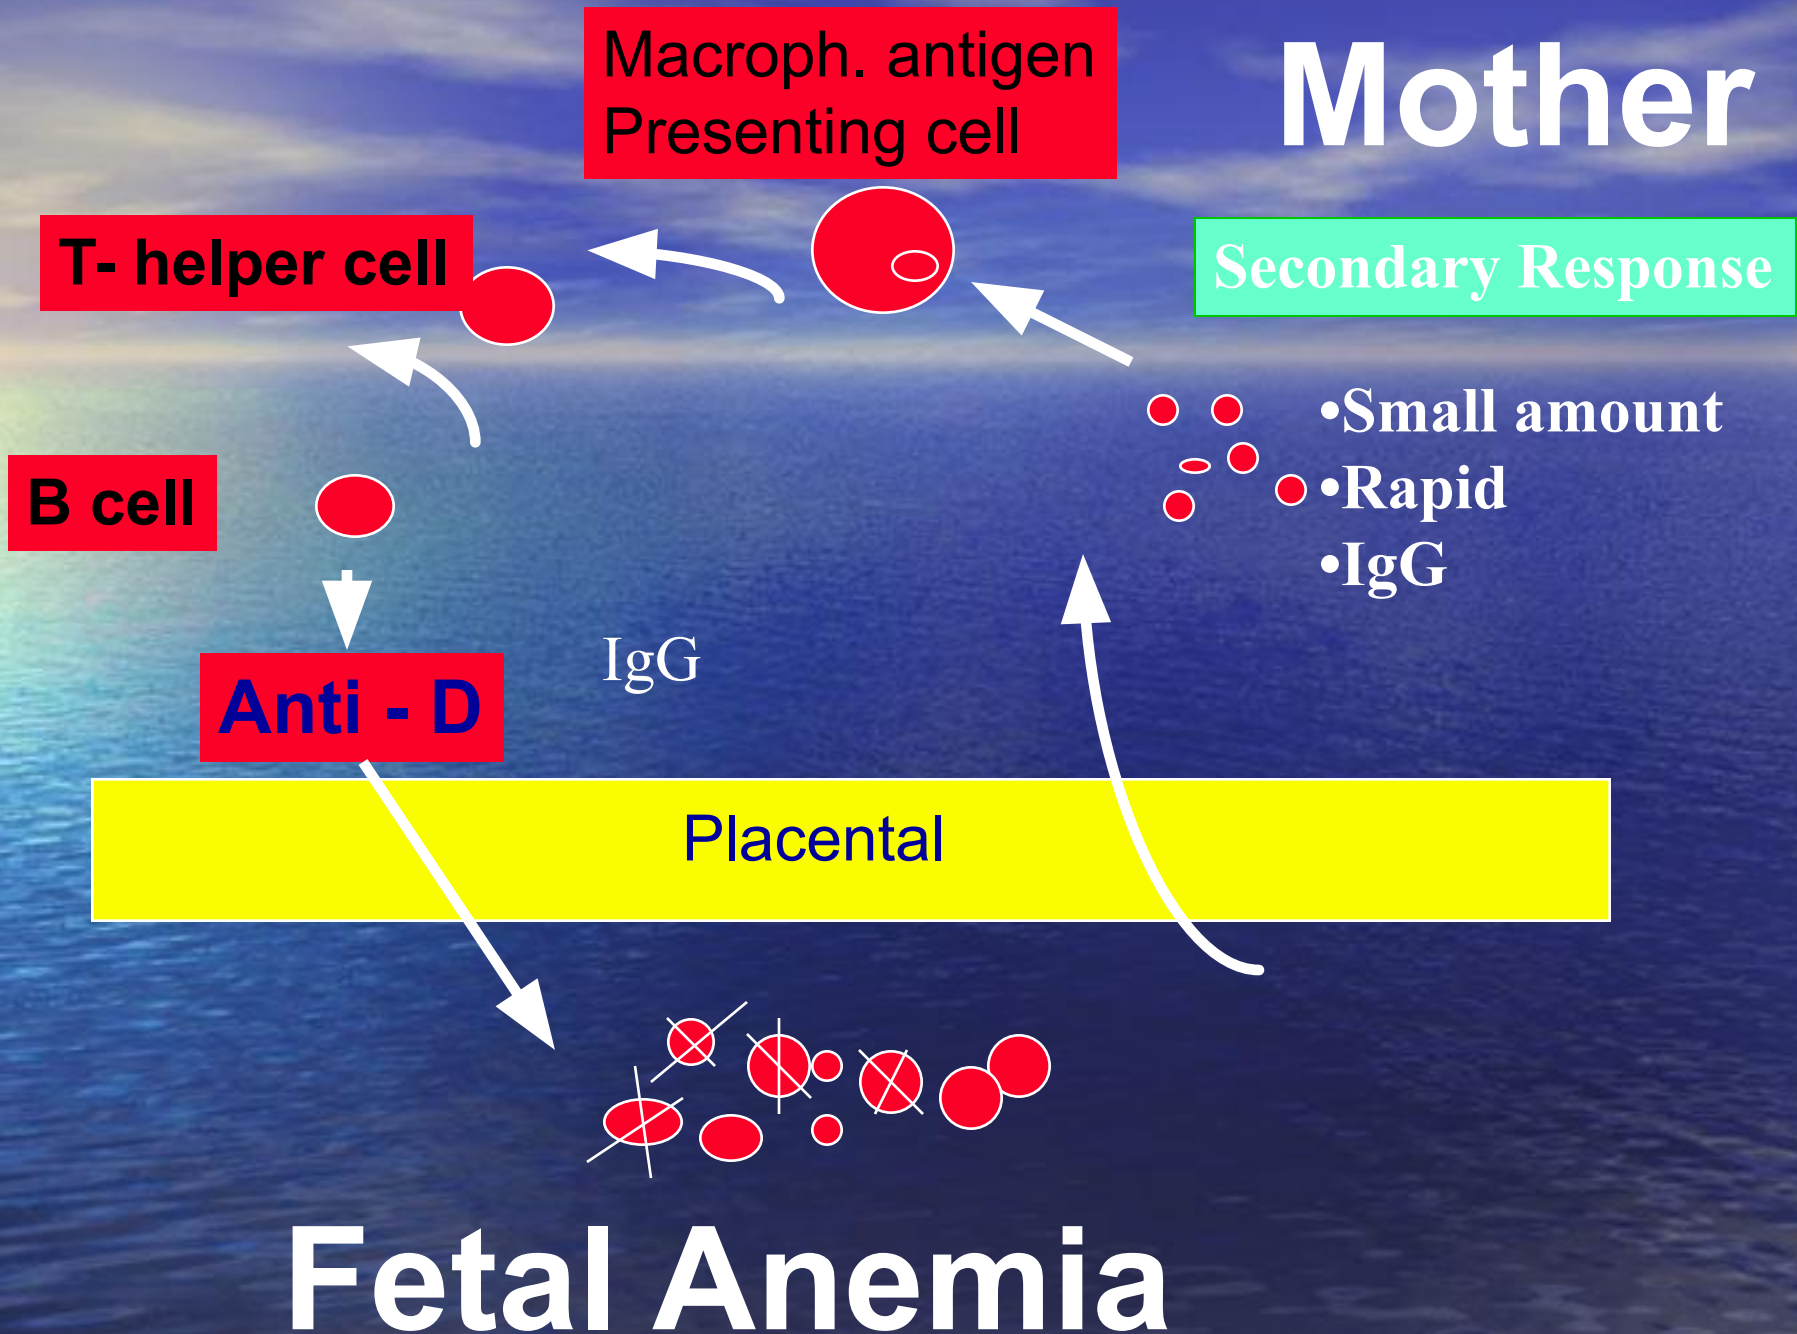 Macroph. antigen
Presenting cell
Mother
T- helper cell
Secondary Response
•Small amount
•Rapid
•IgG
B cell
IgG
Anti - D
Placental
Fetal Anemia